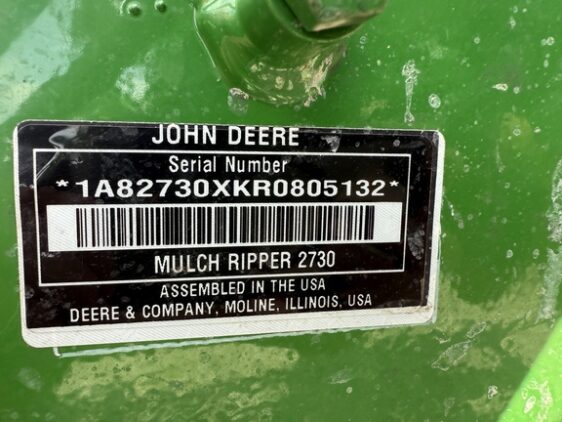 JOHN DEERE
Serial Number
*1A82730XKR0805132*
MULCH RIPPER 2730
ASSEMBLED IN THE USA
DEERE & COMPANY, MOLINE, ILLINOIS, USA